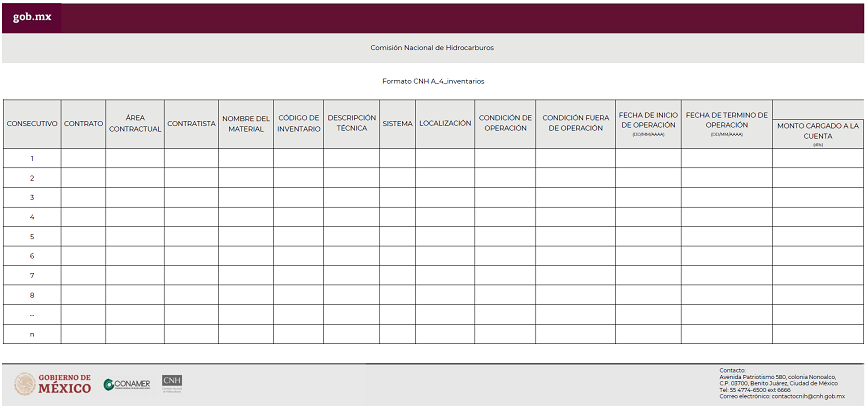 gob.mx
Comisión Nacional de Hidrocarburos
Formato CNH A_4_inventarios
CONSECUTIVO
CONTRATO
ÁREA
CONTRACTUAL
CONTRATISTA
NOMBRE DEL
MATERIAL
CÓDIGO DE
INVENTARIO
DESCRIPCIÓN
TÉCNICA
SISTEMA
LOCALIZACIÓN
CONDICIÓN DE
OPERACIÓN
CONDICIÓN FUERA
DE OPERACIÓN
FECHA DE INICIO
DE OPERACIÓN
(DD/MM/AAAA)
FECHA DE TERMINO DE
OPERACIÓN
(DD/MM/AAAA)
MONTO CARGADO A LA
CUENTA
1
2
3
4
5
6
7
8
...
n
GOBIERNO DE
MÉXICO
CONAMER
CNH
Contacto:
Avenida Patriotismo 580, colonia Nonoalco,
C.P. 03700, Benito Juárez, Ciudad de México
Tel: 55 4774-6500 ext 6666
Correo electrónico: contactocnih@cnh.gob.mx